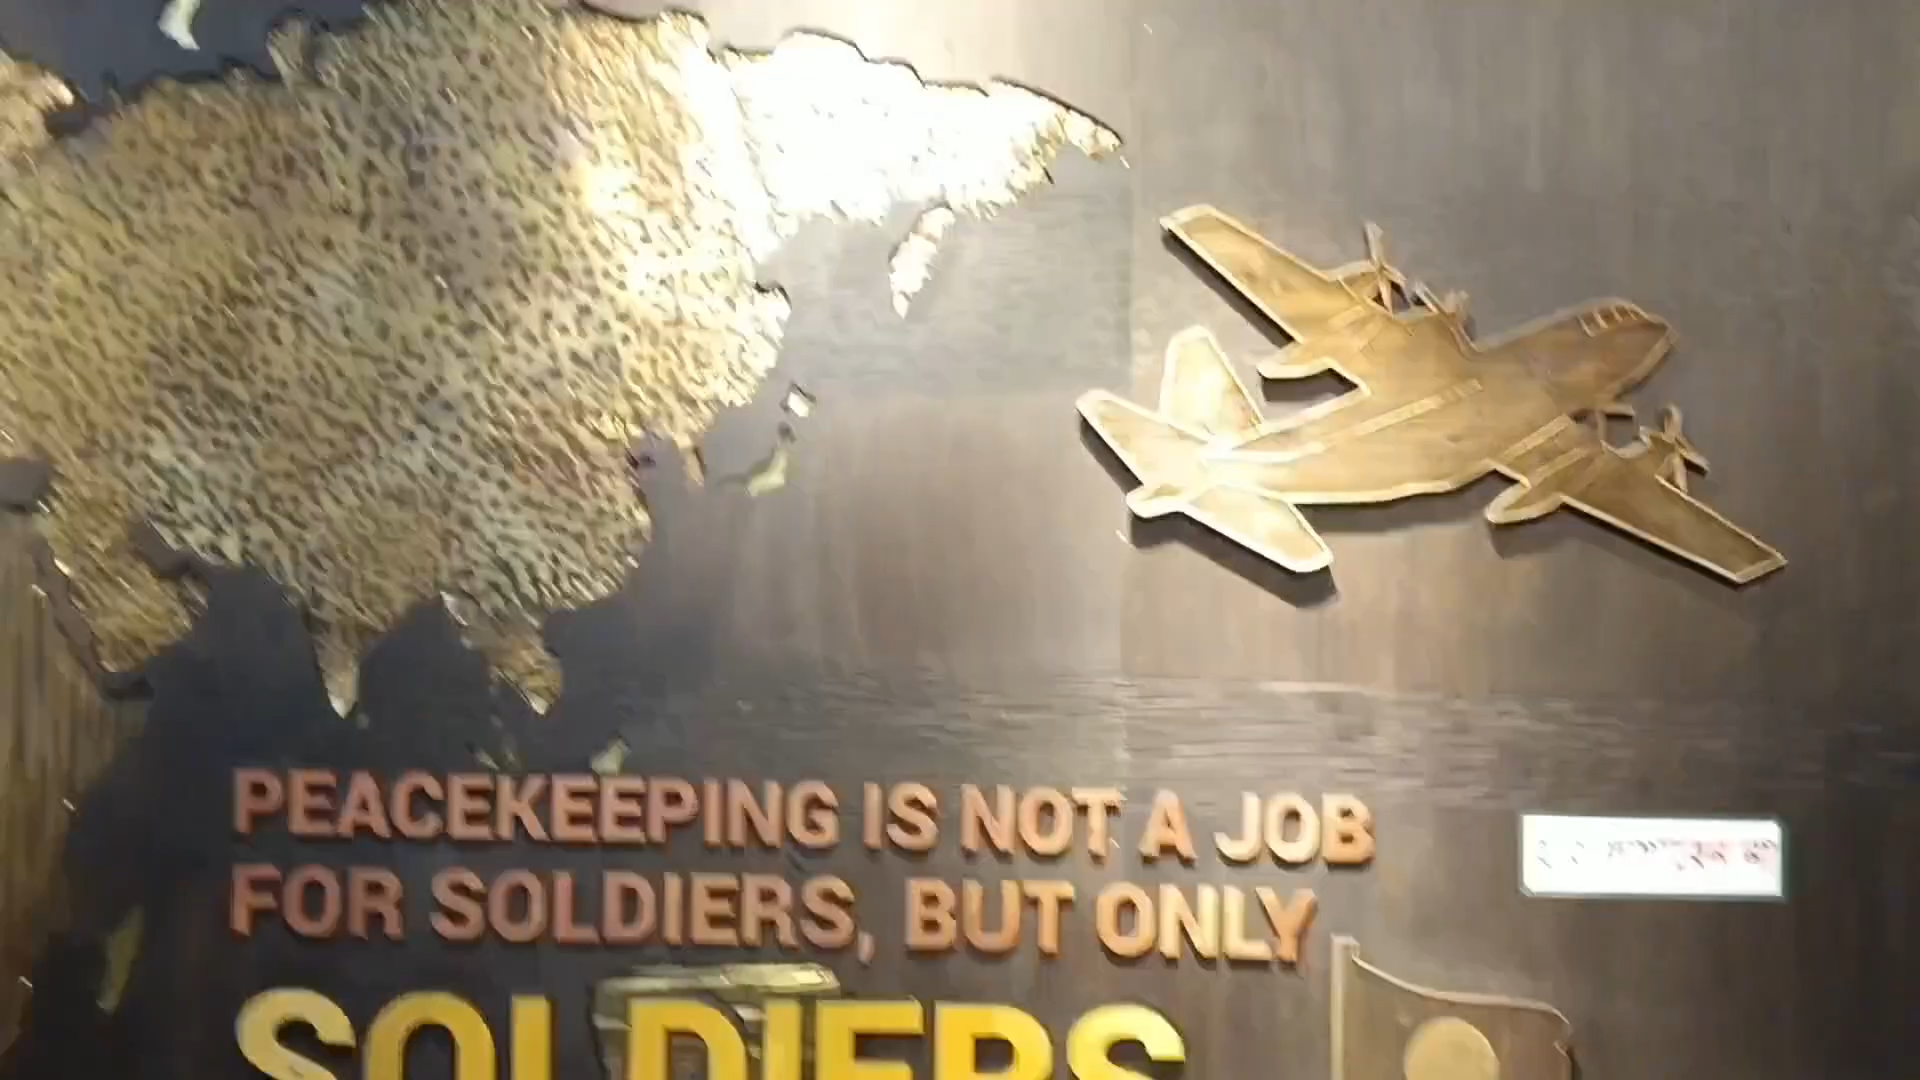 PEACEKEEPING IS NOT A JOB
FOR SOLDIERS, BUT ONLY
SOLDIERS